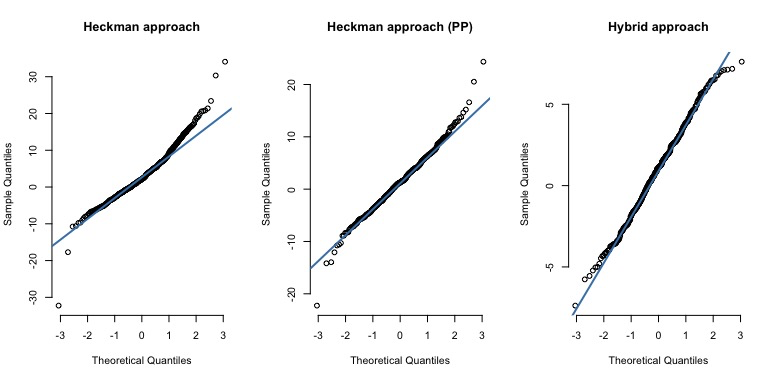 Heckman approach
Sample Quantiles
30
20
10
0
-10
-20
-30
-3 -2 -1 0 1 2 3
Theoretical Quantiles
Heckman approach (PP)
Sample Quantiles
20
10
0
-10
-20
-3 -2 -1 0 1 2 3
Theoretical Quantiles
Hybrid approach
Sample Quantiles
5
0
-5
-3 -2 -1 0 1 2 3
Theoretical Quantiles